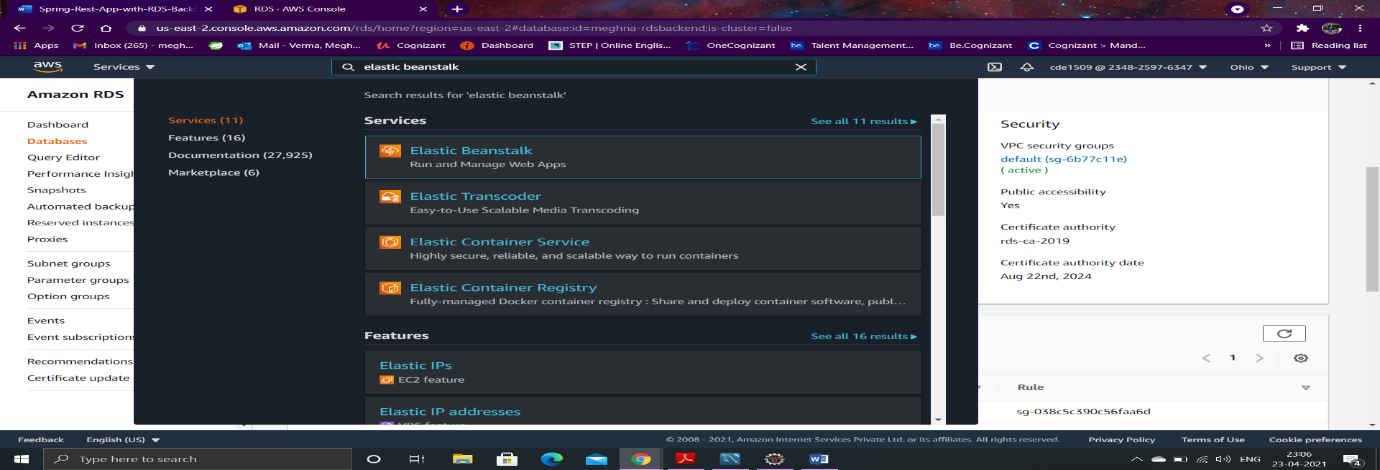 Spring-Rest-App-with-RDS-Back
RDS · AWS Console
us-east-2.console.aws.amazon.com/rds/home?region=us-east-2#database:id=meghna-rdsbackend;is-cluster=false
Apps
Inbox (265) - megh...
Mail - Verma, Megh...
Cognizant
Dashboard
STEP | Online Englis...
OneCognizant
Talent Management...
Be.Cognizant
Cognizant > Mand...
»
Reading list
aws
Services
elastic beanstalk
cde1509 @ 2348-2597-6347
Ohio
Support
Amazon RDS
Dashboard
Databases
Query Editor
Performance Insigh
Snapshots
Automated backup
Reserved instances
Proxies
Subnet groups
Parameter groups
Option groups
Events
Event subscriptions
Recommendations
Certificate update
Services (11)
Features (16)
Documentation (27,925)
Marketplace (6)
Search results for 'elastic beanstalk'
Services
See all 11 results
Elastic Beanstalk
Run and Manage Web Apps
Elastic Transcoder
Easy-to-Use Scalable Media Transcoding
Elastic Container Service
Highly secure, reliable, and scalable way to run containers
Elastic Container Registry
Fully-managed Docker container registry : Share and deploy container software, publ...
Features
See all 16 results
Elastic IPs
EC2 feature
Elastic IP addresses
VPC feature
Security
VPC security groups
default (sg-6b77c11e)
( active )
Public accessibility
Yes
Certificate authority
rds-ca-2019
Certificate authority date
Aug 22nd, 2024
1
Rule
sg-038c5c390c56faa6d
Feedback
English (US)
© 2008 - 2021, Amazon Internet Services Private Ltd. or its affiliates. All rights reserved.
Privacy Policy
Terms of Use
Cookie preferences
Type here to search
ENG
23:06
23-04-2021
4